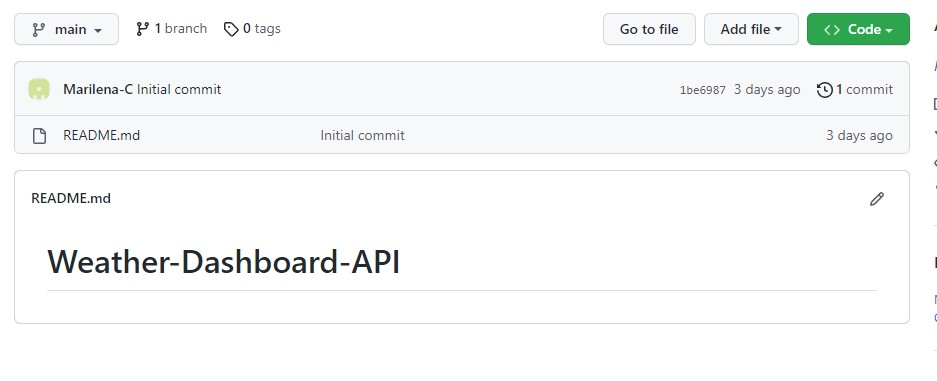 main 1 branch 0 tags Go to file Add file Code
Marilena-C Initial commit 1be6987 3 days ago 1 commit
README.md Initial commit 3 days ago
README.md
Weather-Dashboard-API